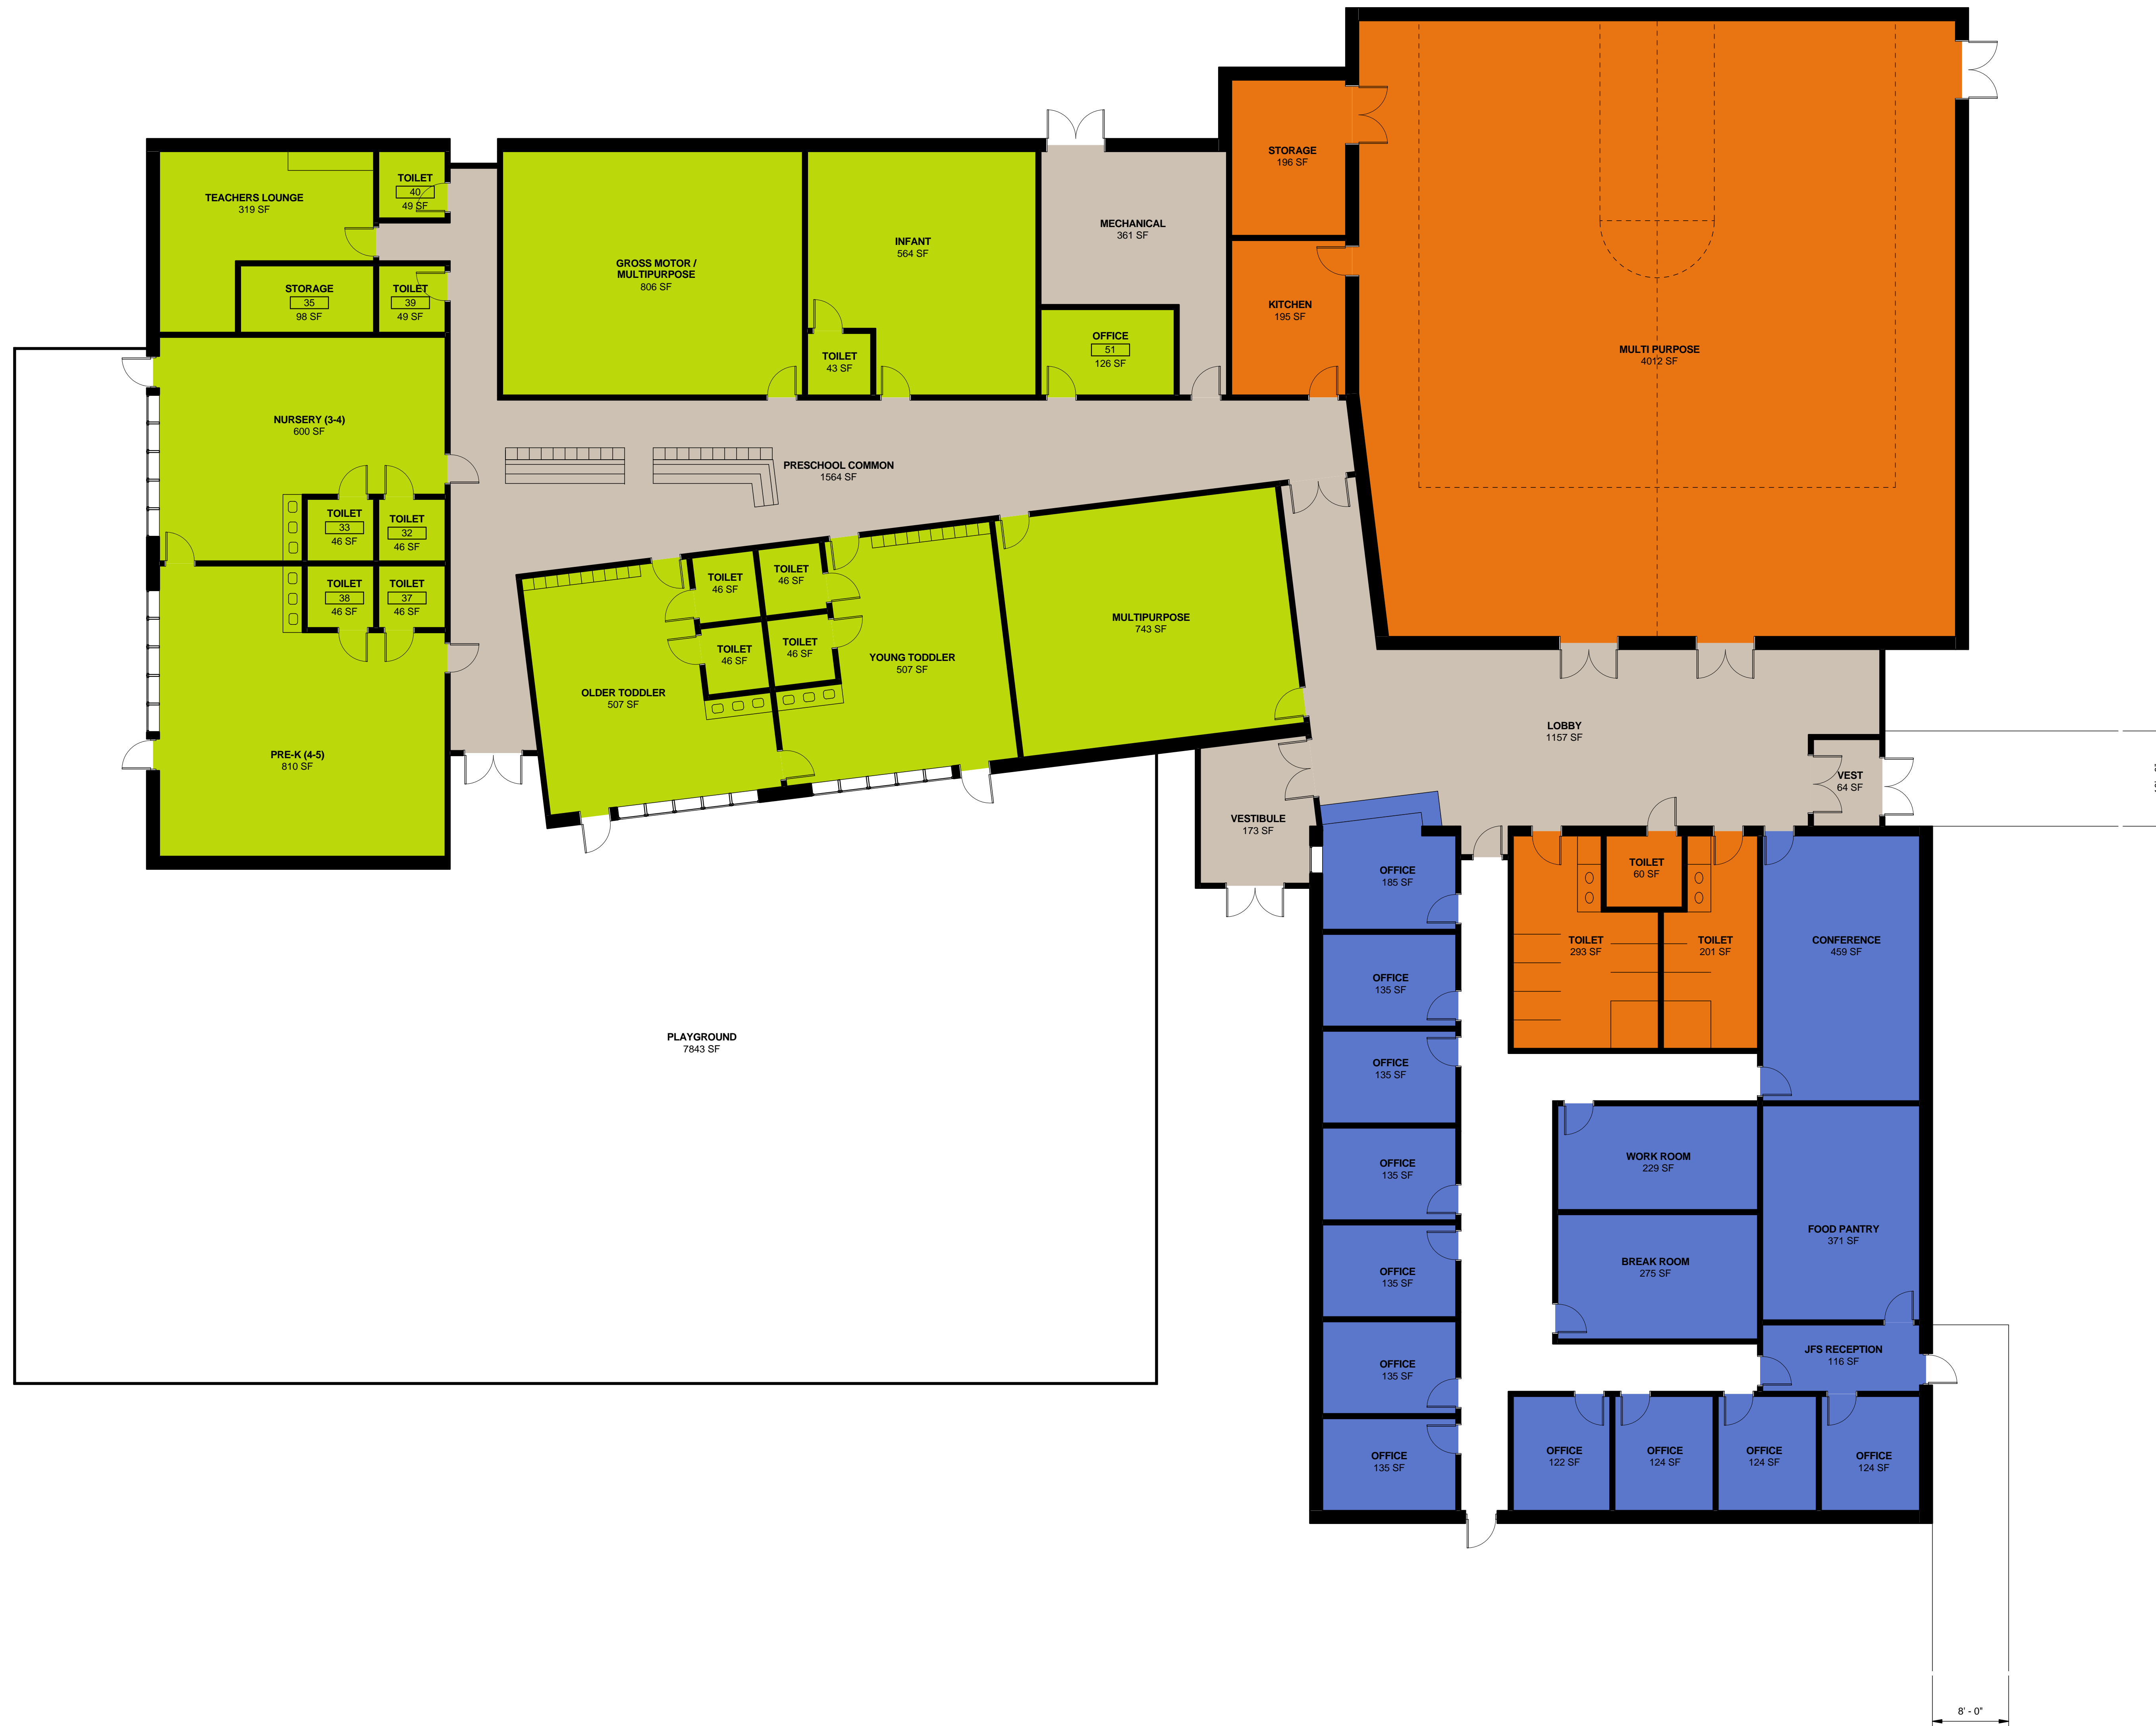 STORAGE
196 SF
TOILET
40
49 SF
TEACHERS LOUNGE
319 SF
MECHANICAL
361 SF
INFANT
564 SF
GROSS MOTOR /
MULTIPURPOSE
806 SF
STORAGE
35
98 SF
TOILET
39
49 SF
KITCHEN
195 SF
OFFICE
51
126 SF
TOILET
43 SF
MULTI PURPOSE
4012 SF
NURSERY (3-4)
600 SF
PRESCHOOL COMMON
1564 SF
TOILET
33
46 SF
TOILET
32
46 SF
TOILET
38
46 SF
TOILET
37
46 SF
TOILET
46 SF
TOILET
46 SF
TOILET
46 SF
TOILET
46 SF
MULTIPURPOSE
743 SF
YOUNG TODDLER
507 SF
OLDER TODDLER
507 SF
LOBBY
1157 SF
PRE-K (4-5)
810 SF
VEST
64 SF
VESTIBULE
173 SF
OFFICE
185 SF
TOILET
60 SF
TOILET
293 SF
TOILET
201 SF
CONFERENCE
459 SF
OFFICE
135 SF
PLAYGROUND
7843 SF
OFFICE
135 SF
OFFICE
135 SF
WORK ROOM
229 SF
FOOD PANTRY
371 SF
BREAK ROOM
275 SF
OFFICE
135 SF
JFS RECEPTION
116 SF
OFFICE
135 SF
OFFICE
135 SF
OFFICE
122 SF
OFFICE
124 SF
OFFICE
124 SF
OFFICE
124 SF
8' - 0"